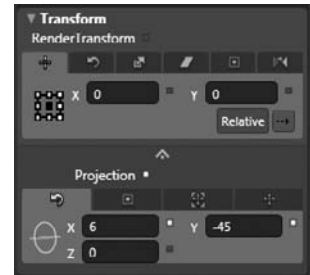 Transform
RenderTransform
X 0 Y 0
Relative
Projection
X 6 Y -45
Z 0